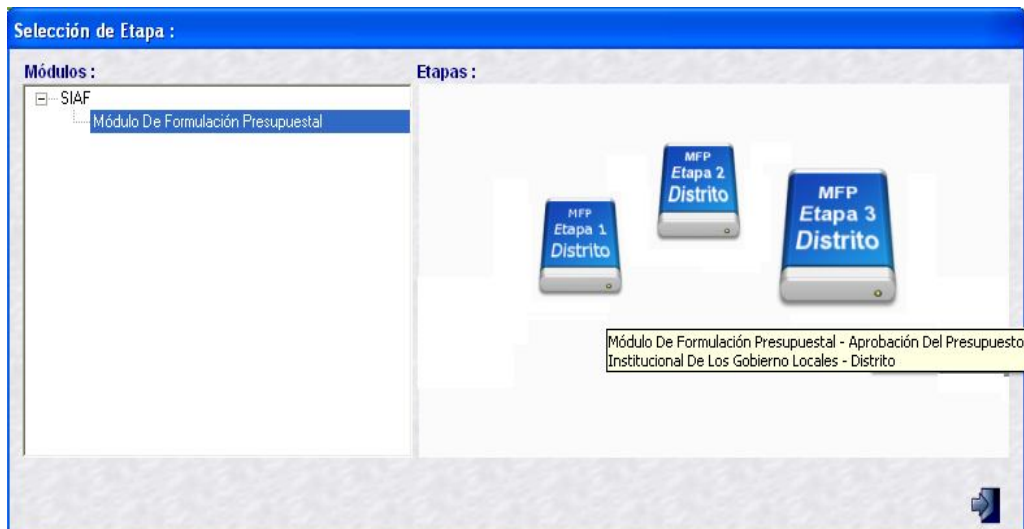 Selección de Etapa :
Módulos :
Etapas :
SIAF
Módulo De Formulación Presupuestal
MFP
Etapa 1
Distrito
MFP
Etapa 2
Distrito
MFP
Etapa 3
Distrito
Módulo De Formulación Presupuestal - Aprobación Del Presupuesto
Institucional De Los Gobierno Locales - Distrito